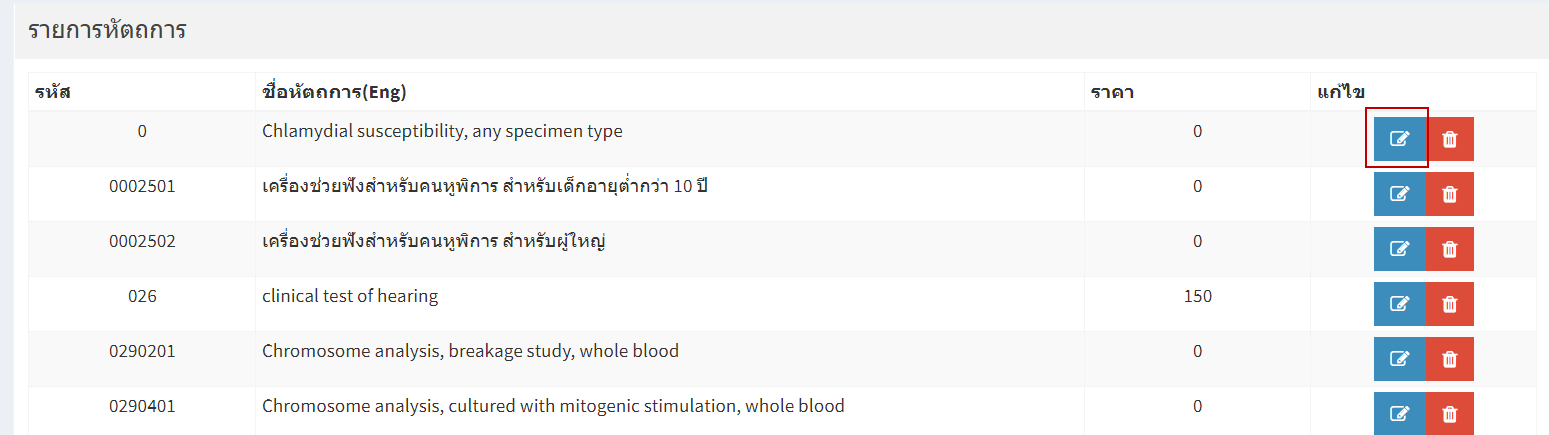 รายการหัตถการ
รหัส ชื่อหัตถการ(Eng) ราคา แก้ไข
0 Chlamydial susceptibility, any specimen type 0
0002501 เครื่องช่วยฟังสำหรับคนหูพิการ สำหรับเด็กอายุต่ำกว่า 10 ปี 0
0002502 เครื่องช่วยฟังสำหรับคนหูพิการ สำหรับผู้ใหญ่ 0
026 clinical test of hearing 150
0290201 Chromosome analysis, breakage study, whole blood 0
0290401 Chromosome analysis, cultured with mitogenic stimulation, whole blood 0